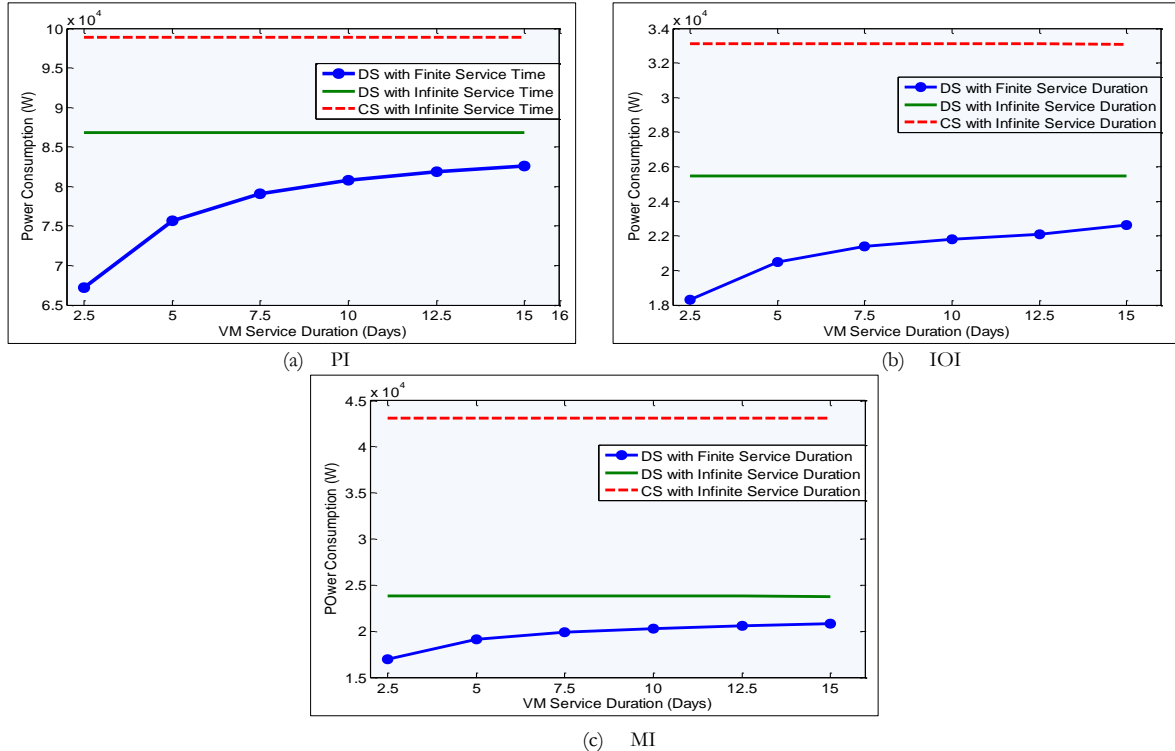 x 10⁴
10
9.5
9
8.5
8
7.5
7
6.5
Power Consumption (W)
DS with Finite Service Time
DS with Infinite Service Time
CS with Infinite Service Time
2.5 5 7.5 10 12.5 15 16
VM Service Duration (Days)
(a) PI
x 10⁴
3.4
3.2
3
2.8
2.6
2.4
2.2
2
1.8
Power Consumption (W)
DS with Finite Service Duration
DS with Infinite Service Duration
CS with Infinite Service Duration
2.5 5 7.5 10 12.5 15
VM Service Duration (Days)
(b) IOI
x 10⁴
4.5
4
3.5
3
2.5
2
1.5
POwer Consumption (W)
DS with Finite Service Duration
DS with Infinite Service Duration
CS with Infinite Service Duration
2.5 5 7.5 10 12.5 15
VM Service Duration (Days)
(c) MI